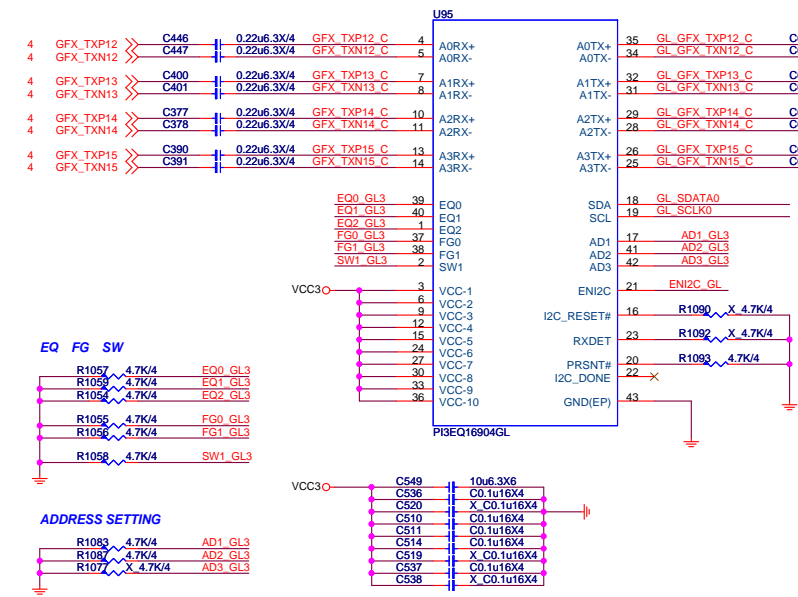 U95
4 GFX_TXP12 C446 0.22u6.3X/4 GFX_TXP12_C 4 A0RX+ A0TX+ 35 GL_GFX_TXP12_C C
4 GFX_TXN12 C447 0.22u6.3X/4 GFX_TXN12_C 5 A0RX- A0TX- 34 GL_GFX_TXN12_C C
4 GFX_TXP13 C400 0.22u6.3X/4 GFX_TXP13_C 7 A1RX+ A1TX+ 32 GL_GFX_TXP13_C C
4 GFX_TXN13 C401 0.22u6.3X/4 GFX_TXN13_C 8 A1RX- A1TX- 31 GL_GFX_TXN13_C C
4 GFX_TXP14 C377 0.22u6.3X/4 GFX_TXP14_C 10 A2RX+ A2TX+ 29 GL_GFX_TXP14_C C
4 GFX_TXN14 C378 0.22u6.3X/4 GFX_TXN14_C 11 A2RX- A2TX- 28 GL_GFX_TXN14_C C
4 GFX_TXP15 C390 0.22u6.3X/4 GFX_TXP15_C 13 A3RX+ A3TX+ 26 GL_GFX_TXP15_C C
4 GFX_TXN15 C391 0.22u6.3X/4 GFX_TXN15_C 14 A3RX- A3TX- 25 GL_GFX_TXN15_C C
EQ0_GL3 39 EQ0 SDA 18 GL_SDATA0
EQ1_GL3 40 EQ1 SCL 19 GL_SCLK0
EQ2_GL3 1 EQ2
FG0_GL3 37 FG0 AD1 17 AD1_GL3
FG1_GL3 38 FG1 AD2 41 AD2_GL3
SW1_GL3 2 SW1 AD3 42 AD3_GL3
VCC3 3 VCC-1 ENI2C 21 ENI2C_GL
6 VCC-2
9 VCC-3 I2C_RESET# 16 R1090 X_4.7K/4
12 VCC-4
15 VCC-5 RXDET 23 R1092 X_4.7K/4
24 VCC-6
27 VCC-7 PRSNT# 20 R1093 4.7K/4
30 VCC-8 I2C_DONE 22
33 VCC-9
36 VCC-10 GND(EP) 43
PI3EQ16904GL
EQ FG SW
R1057 4.7K/4 EQ0_GL3
R1059 4.7K/4 EQ1_GL3
R1054 4.7K/4 EQ2_GL3
R1055 4.7K/4 FG0_GL3
R1056 4.7K/4 FG1_GL3
R1058 4.7K/4 SW1_GL3
ADDRESS SETTING
R1083 4.7K/4 AD1_GL3
R1087 4.7K/4 AD2_GL3
R1077 X_4.7K/4 AD3_GL3
VCC3 C549 10u6.3X6
C536 C0.1u16X4
C520 X_C0.1u16X4
C510 C0.1u16X4
C511 C0.1u16X4
C514 C0.1u16X4
C519 X_C0.1u16X4
C537 C0.1u16X4
C538 X_C0.1u16X4